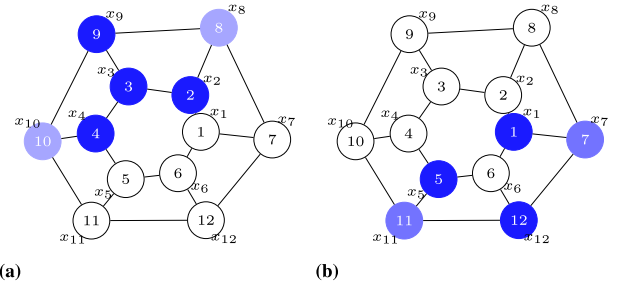 x₉
x₈
9
8
x₃
x₂
3
2
x₁₀
x₄
x₁
x₇
10
4
1
7
5
6
x₅
x₆
11
12
x₁₁
x₁₂
(a)
x₉
x₈
9
8
x₃
x₂
3
2
x₁₀
x₄
x₁
x₇
10
4
1
7
5
6
x₅
x₆
11
12
x₁₁
x₁₂
(b)